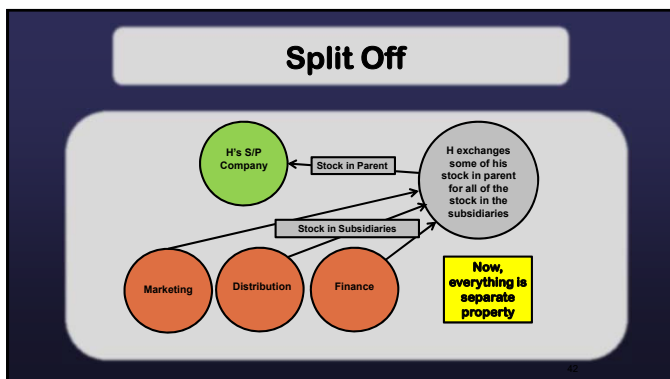 Split Off
H's S/P
Company
Stock in Parent
H exchanges
some of his
stock in parent
for all of the
stock in the
subsidiaries
Stock in Subsidiaries
Marketing
Distribution
Finance
Now,
everything is
separate
property
42